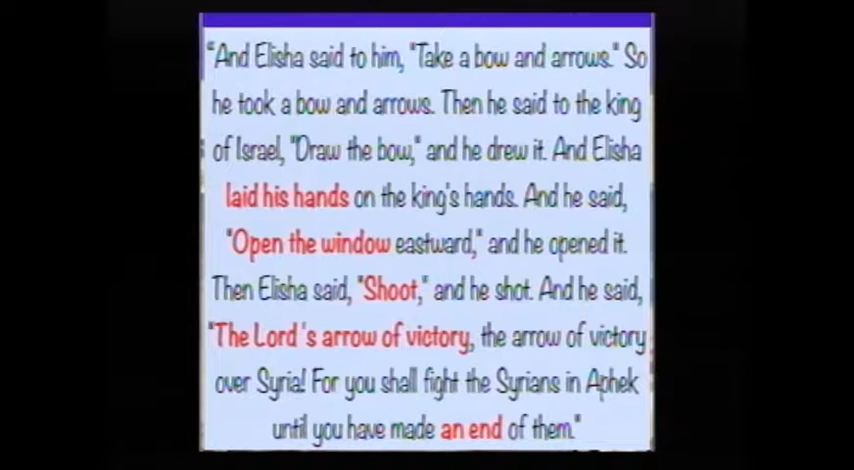 “And Elisha said to him, "Take a bow and arrows." So
he took a bow and arrows. Then he said to the king
of Israel, "Draw the bow," and he drew it. And Elisha
laid his hands on the king's hands. And he said,
"Open the window eastward," and he opened it.
Then Elisha said, "Shoot," and he shot. And he said,
"The Lord 's arrow of victory, the arrow of victory
over Syria! For you shall fight the Syrians in Aphek
until you have made an end of them."